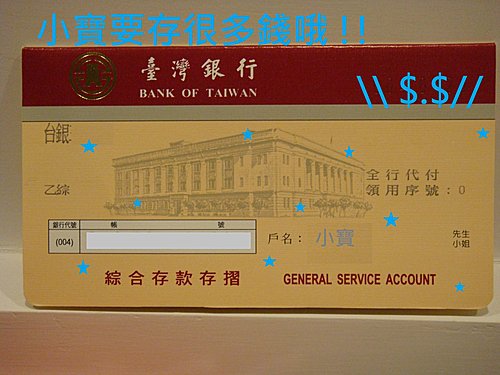 小寶要存很多錢哦!!
臺灣銀行
BANK OF TAIWAN
\\ $.$//
台銀
全行代付
乙綜
領用序號:0
銀行代號 帳 號
(004)
戶名: 小寶
先生
小姐
綜合存款存摺 GENERAL SERVICE ACCOUNT